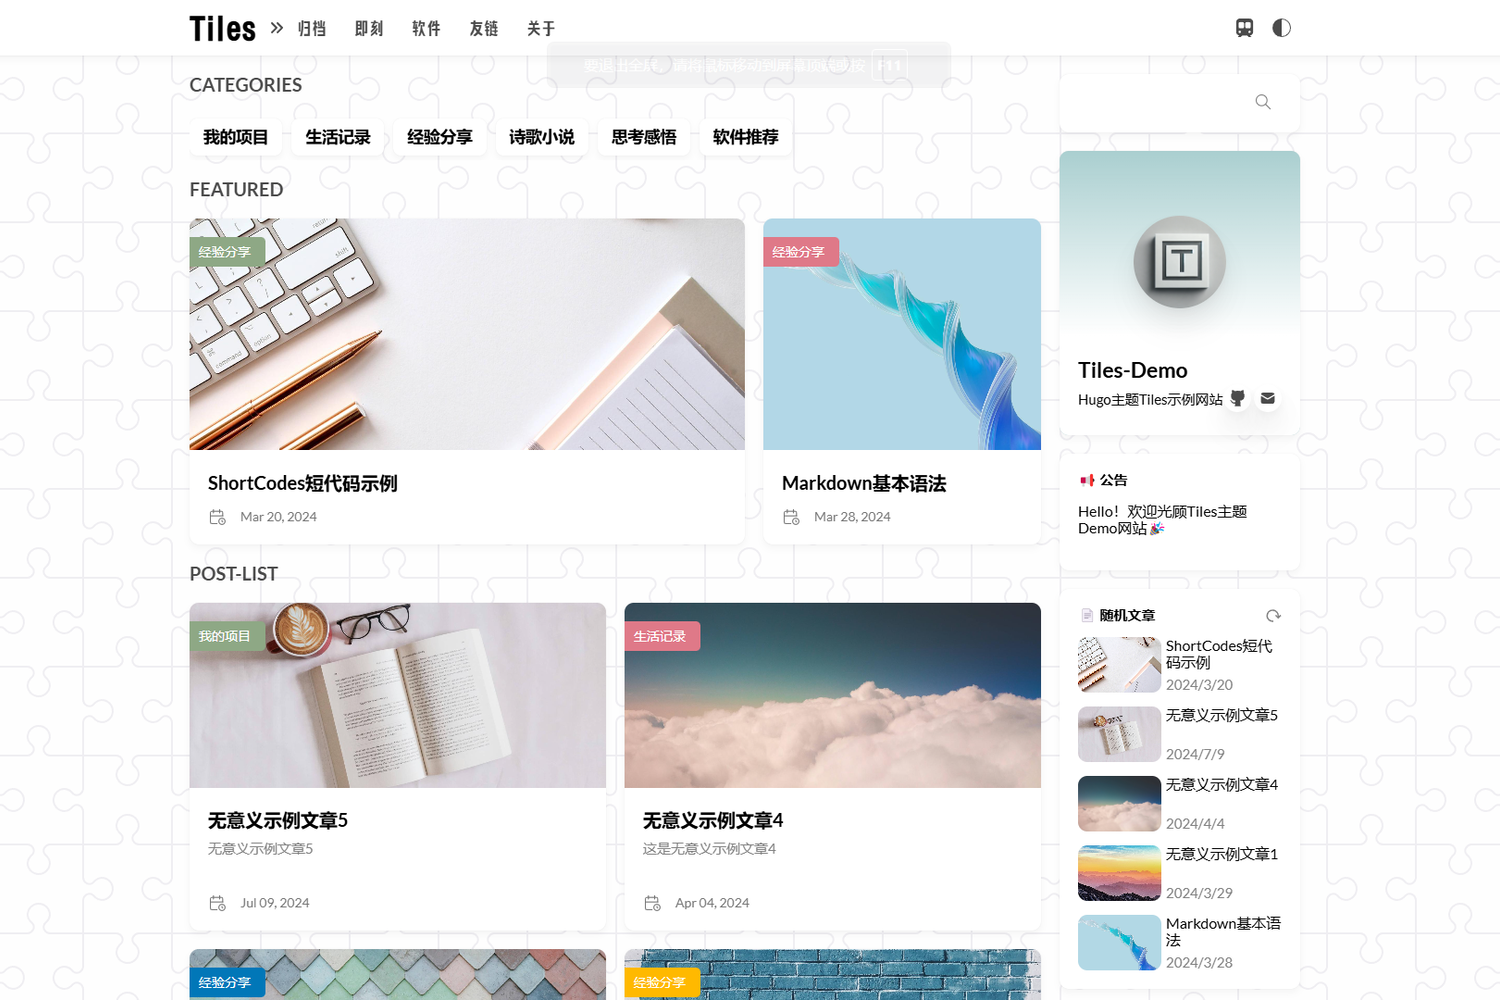 Tiles » 归档 即刻 软件 友链 关于
要退出全屏，请将鼠标移动到屏幕顶部或按 F11
CATEGORIES
我的项目 生活记录 经验分享 诗歌小说 思考感悟 软件推荐
FEATURED
经验分享
ShortCodes短代码示例
Mar 20, 2024
经验分享
Markdown基本语法
Mar 28, 2024
POST-LIST
我的项目
无意义示例文章5
无意义示例文章5
Jul 09, 2024
生活记录
无意义示例文章4
这是无意义示例文章4
Apr 04, 2024
经验分享
经验分享
T
Tiles-Demo
Hugo主题Tiles示例网站
公告
Hello！欢迎光顾Tiles主题
Demo网站🎉
随机文章
ShortCodes短代
码示例
2024/3/20
无意义示例文章5
2024/7/9
无意义示例文章4
2024/4/4
无意义示例文章1
2024/3/29
Markdown基本语
法
2024/3/28